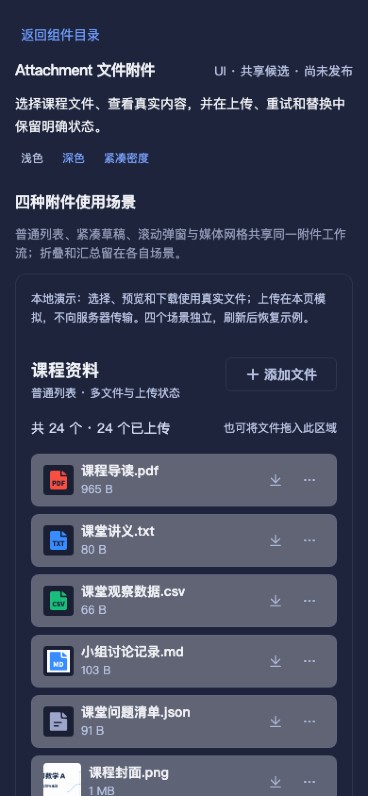 返回组件目录
Attachment 文件附件
UI · 共享候选 · 尚未发布
选择课程文件、查看真实内容，并在上传、重试和替换中
保留明确状态。
浅色 深色 紧凑密度
四种附件使用场景
普通列表、紧凑草稿、滚动弹窗与媒体网格共享同一附件工作
流；折叠和汇总留在各自场景。
本地演示：选择、预览和下载使用真实文件；上传在本页模
拟，不向服务器传输。四个场景独立，刷新后恢复示例。
课程资料
+ 添加文件
普通列表 · 多文件与上传状态
共 24 个 · 24 个已上传
也可将文件拖入此区域
PDF
课程导读.pdf
965 B
TXT
课堂讲义.txt
80 B
CSV
课堂观察数据.csv
66 B
MD
小组讨论记录.md
103 B
课堂问题清单.json
91 B
数学 A
课程封面.png
1 MB